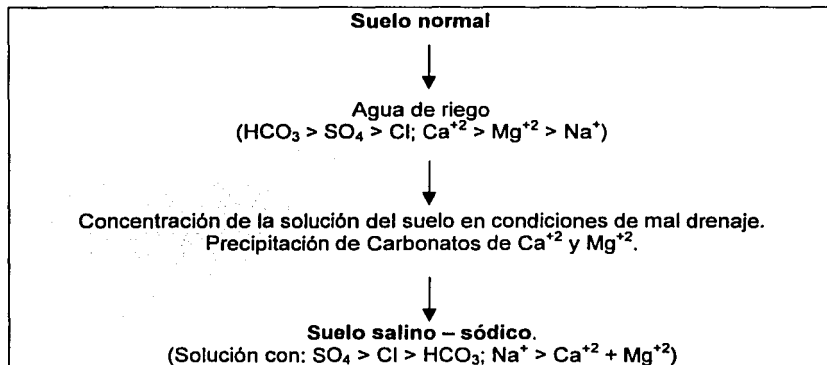 Suelo normal
Agua de riego
(HCO₃ > SO₄ > Cl; Ca⁺² > Mg⁺² > Na⁺)
Concentración de la solución del suelo en condiciones de mal drenaje.
Precipitación de Carbonatos de Ca⁺² y Mg⁺².
Suelo salino – sódico.
(Solución con: SO₄ > Cl > HCO₃; Na⁺ > Ca⁺² + Mg⁺²)